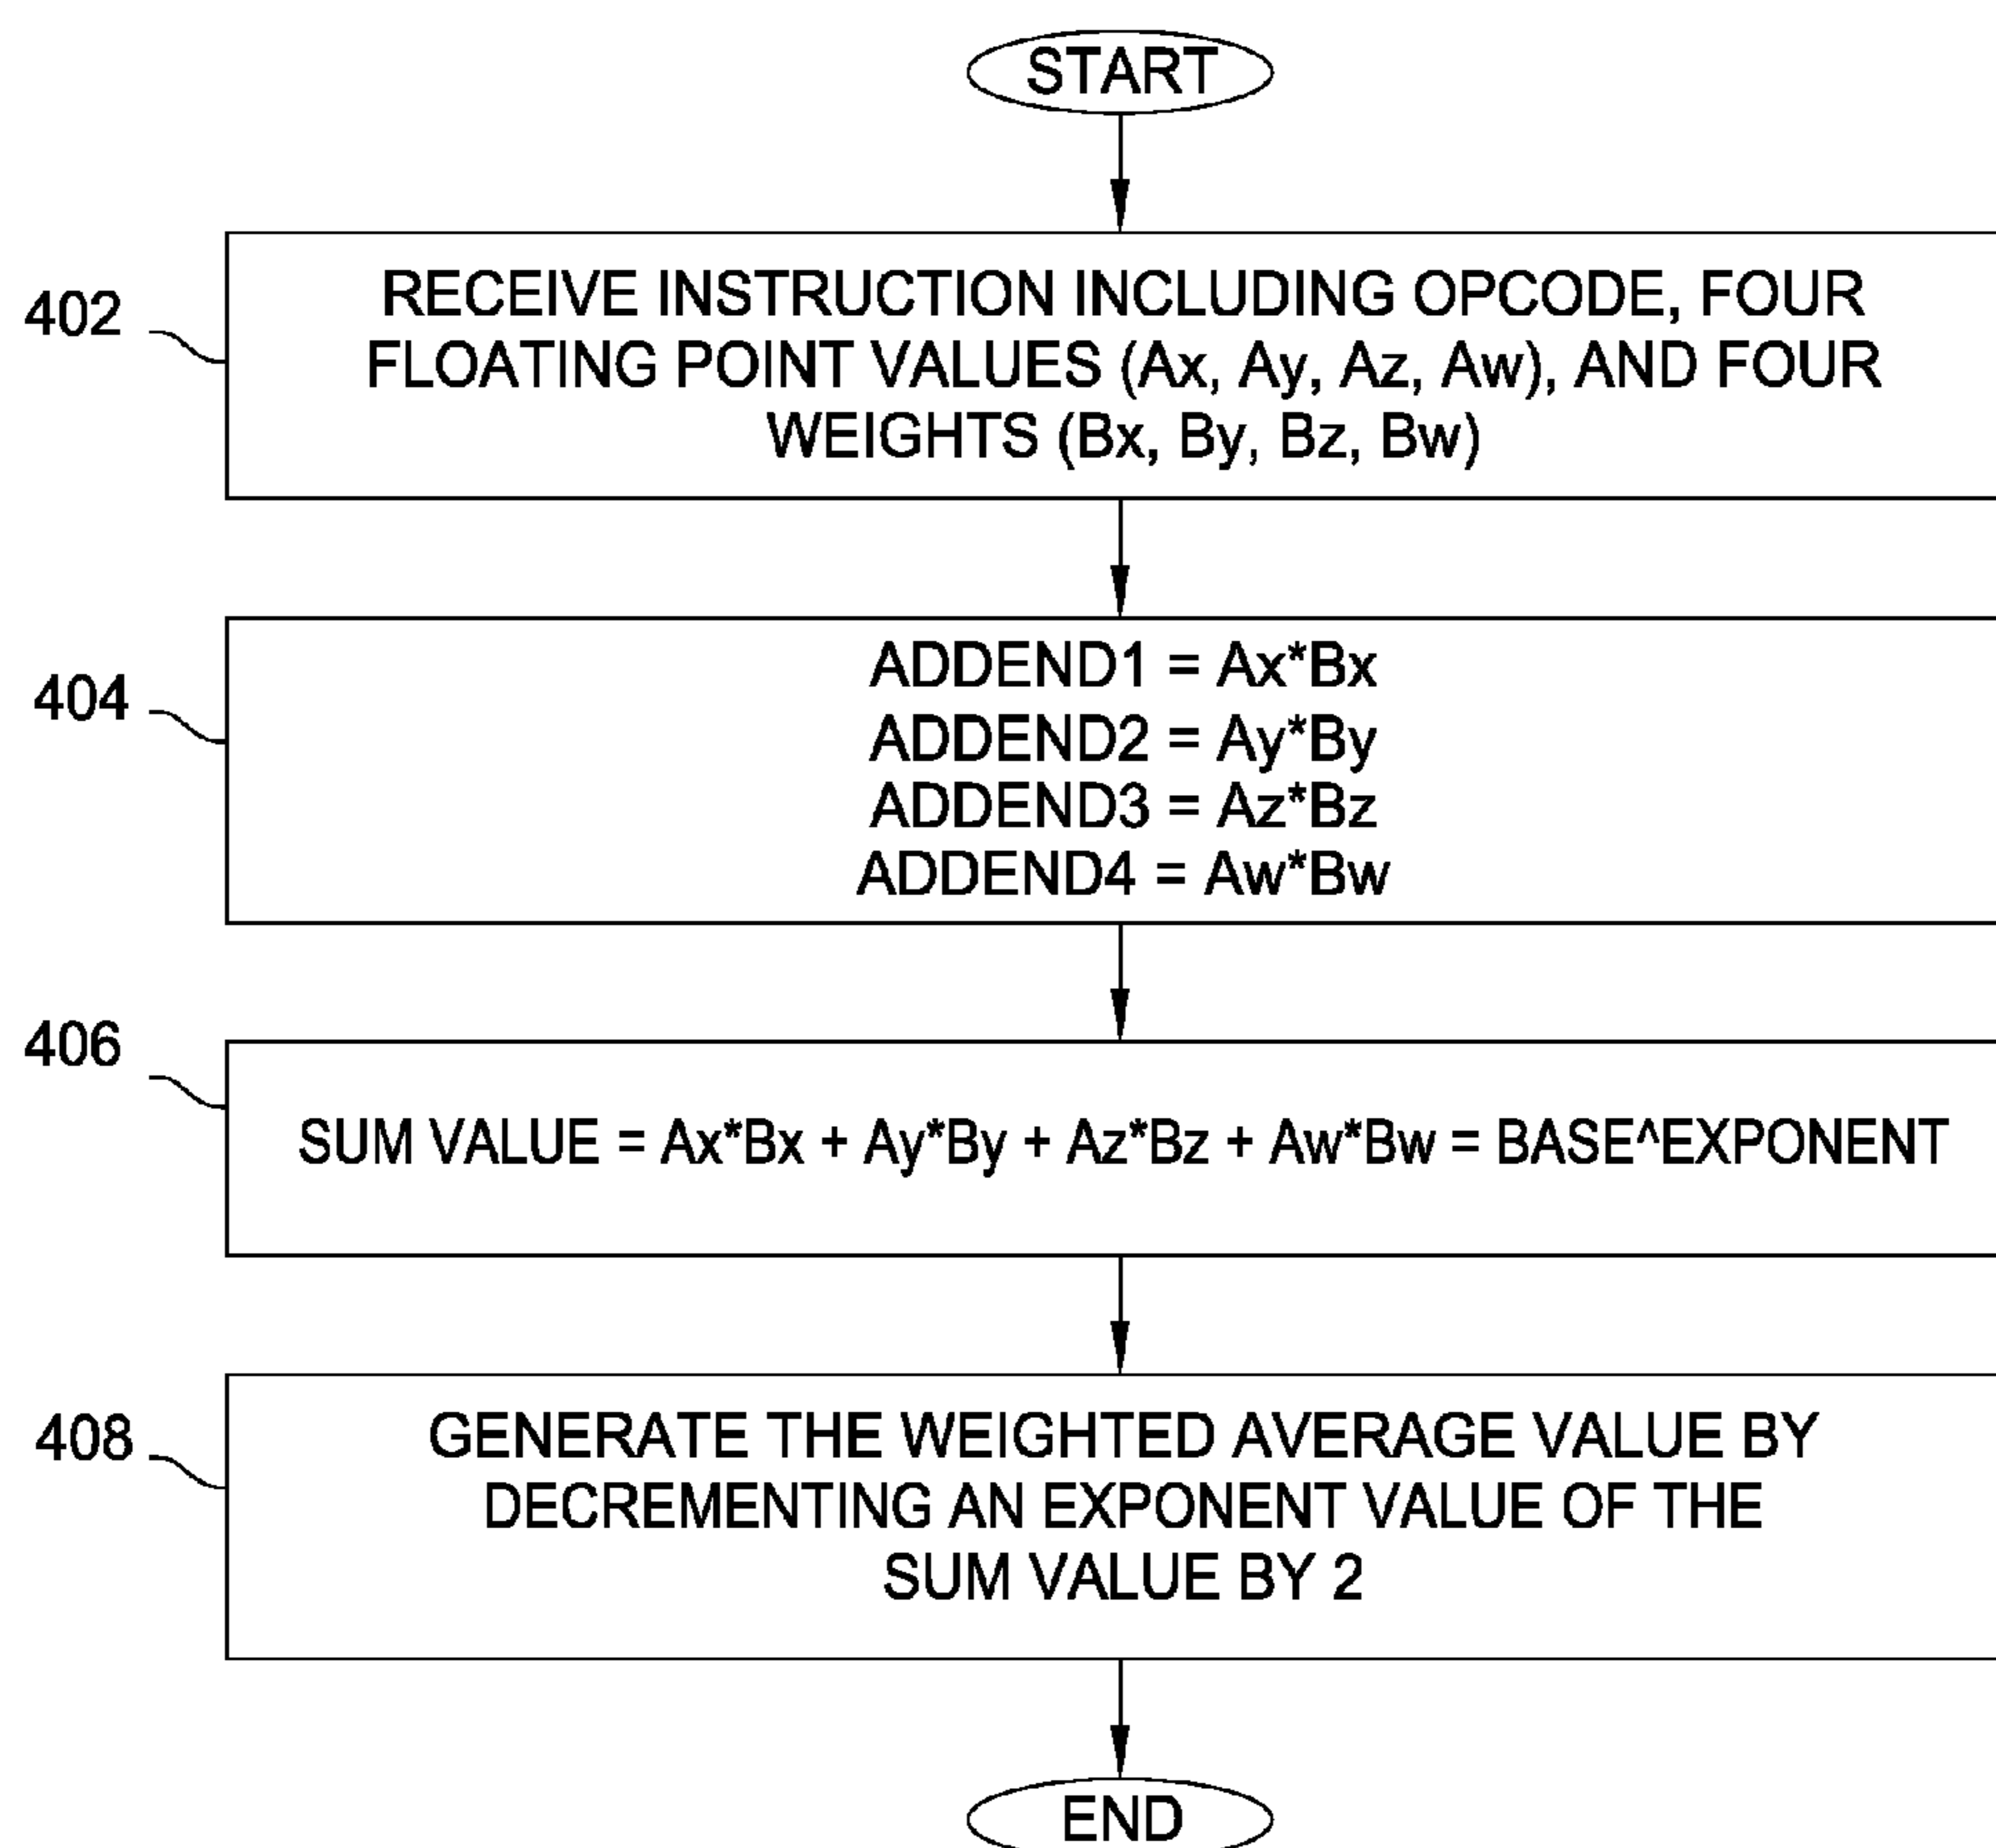 START
402
RECEIVE INSTRUCTION INCLUDING OPCODE, FOUR
FLOATING POINT VALUES (Ax, Ay, Az, Aw), AND FOUR
WEIGHTS (Bx, By, Bz, Bw)
404
ADDEND1 = Ax*Bx
ADDEND2 = Ay*By
ADDEND3 = Az*Bz
ADDEND4 = Aw*Bw
406
SUM VALUE = Ax*Bx + Ay*By + Az*Bz + Aw*Bw = BASE^EXPONENT
408
GENERATE THE WEIGHTED AVERAGE VALUE BY
DECREMENTING AN EXPONENT VALUE OF THE
SUM VALUE BY 2
END